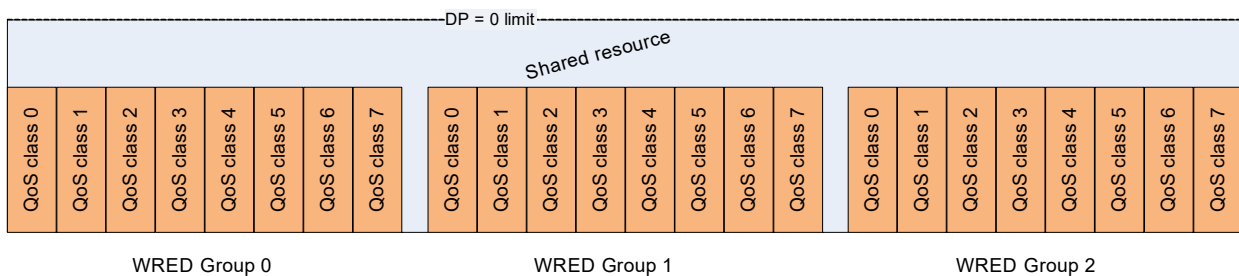 DP = 0 limit
Shared resource
QoS class 0
QoS class 1
QoS class 2
QoS class 3
QoS class 4
QoS class 5
QoS class 6
QoS class 7
QoS class 0
QoS class 1
QoS class 2
QoS class 3
QoS class 4
QoS class 5
QoS class 6
QoS class 7
QoS class 0
QoS class 1
QoS class 2
QoS class 3
QoS class 4
QoS class 5
QoS class 6
QoS class 7
WRED Group 0
WRED Group 1
WRED Group 2